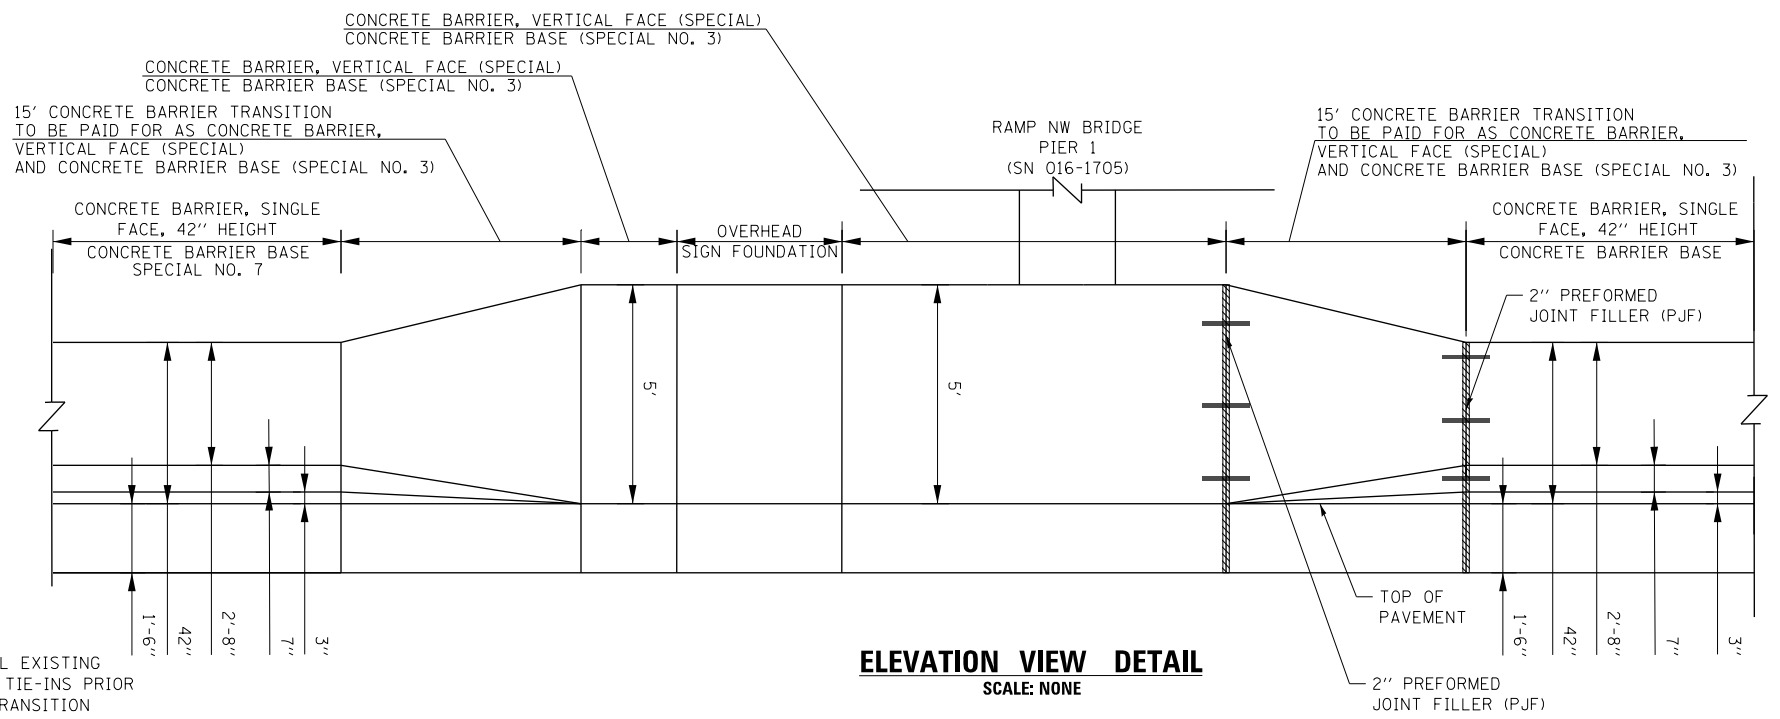 CONCRETE BARRIER, VERTICAL FACE (SPECIAL)
CONCRETE BARRIER BASE (SPECIAL NO. 3)
CONCRETE BARRIER, VERTICAL FACE (SPECIAL)
CONCRETE BARRIER BASE (SPECIAL NO. 3)
15' CONCRETE BARRIER TRANSITION
TO BE PAID FOR AS CONCRETE BARRIER,
VERTICAL FACE (SPECIAL)
AND CONCRETE BARRIER BASE (SPECIAL NO. 3)
RAMP NW BRIDGE
PIER 1
(SN 016-1705)
15' CONCRETE BARRIER TRANSITION
TO BE PAID FOR AS CONCRETE BARRIER,
VERTICAL FACE (SPECIAL)
AND CONCRETE BARRIER BASE (SPECIAL NO. 3)
CONCRETE BARRIER, SINGLE
FACE, 42'' HEIGHT
CONCRETE BARRIER BASE
SPECIAL NO. 7
OVERHEAD
SIGN FOUNDATION
CONCRETE BARRIER, SINGLE
FACE, 42'' HEIGHT
CONCRETE BARRIER BASE
2'' PREFORMED
JOINT FILLER (PJF)
5'
5'
TOP OF
PAVEMENT
1'-6''
42''
2'-8''
7''
3''
1'-6''
42''
2'-8''
7''
3''
L EXISTING
TIE-INS PRIOR
RANSITION
ELEVATION VIEW DETAIL
SCALE: NONE
2'' PREFORMED
JOINT FILLER (PJF)